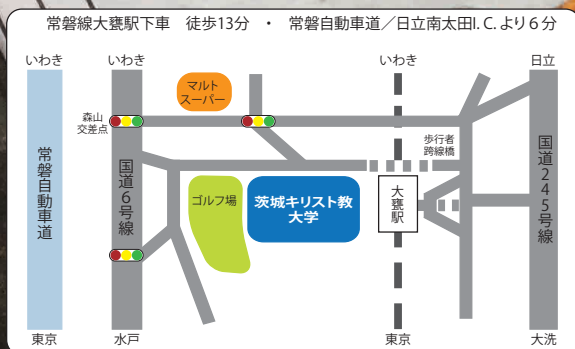 常磐線大甕駅下車　徒歩13分　・　常磐自動車道／日立南太田I.C.より6分
いわき
いわき
いわき
日立
マルト
スーパー
森山
交差点
歩行者
跨線橋
常磐自動車道
国道6号線
ゴルフ場
茨城キリスト教
大学
大甕駅
国道245号線
東京
水戸
東京
大洗